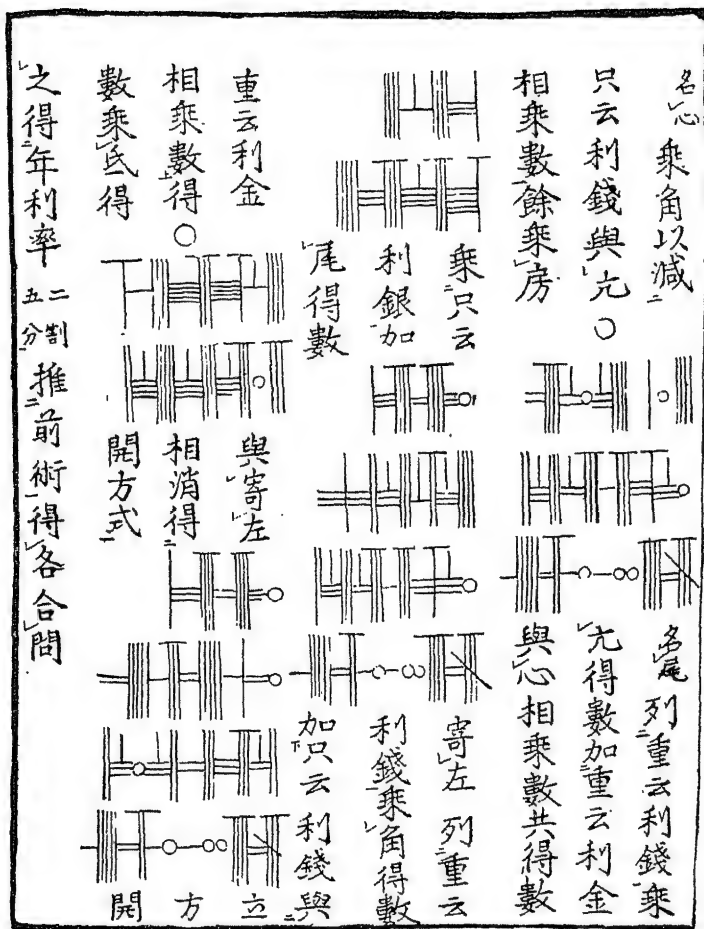 名心 乘角以減
只云利錢與亢
相乘數餘乘房
名尾 列重云利錢乘
亢得數加重云利金
與心相乘數共得數
乘只云
利銀加
尾得數
寄左 列重云
利錢乘角得數
加只云利錢與
重云利金
相乘數得
數乘氐得
與寄左
相消得
開方式
立方開
之得年利率 二割五分 推前術得各合問